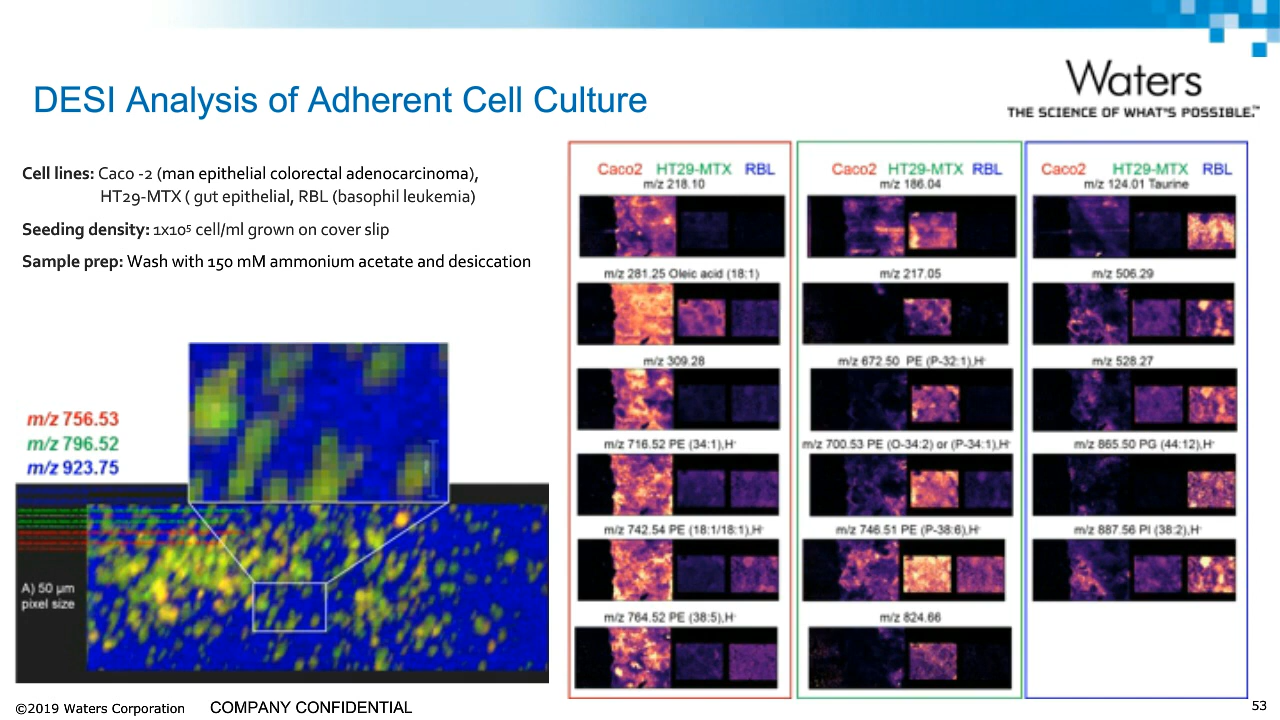 Waters
THE SCIENCE OF WHAT'S POSSIBLE.™
DESI Analysis of Adherent Cell Culture
Cell lines: Caco -2 (man epithelial colorectal adenocarcinoma),
HT29-MTX ( gut epithelial, RBL (basophil leukemia)
Seeding density: 1x10⁵ cell/ml grown on cover slip
Sample prep: Wash with 150 mM ammonium acetate and desiccation
m/z 756.53
m/z 796.52
m/z 923.75
A) 50 µm
pixel size
Caco2 HT29-MTX RBL
m/z 218.10
m/z 281.25 Oleic acid (18:1)
m/z 309.28
m/z 716.52 PE (34:1),H-
m/z 742.54 PE (18:1/18:1),H-
m/z 764.52 PE (38:5),H-
Caco2 HT29-MTX RBL
m/z 186.04
m/z 217.05
m/z 672.50 PE (P-32:1),H-
m/z 700.53 PE (O-34:2) or (P-34:1),H-
m/z 746.51 PE (P-38:6),H-
m/z 824.66
Caco2 HT29-MTX RBL
m/z 124.01 Taurine
m/z 506.29
m/z 528.27
m/z 865.50 PG (44:12),H-
m/z 887.56 PI (38:2),H-
©2019 Waters Corporation COMPANY CONFIDENTIAL
53